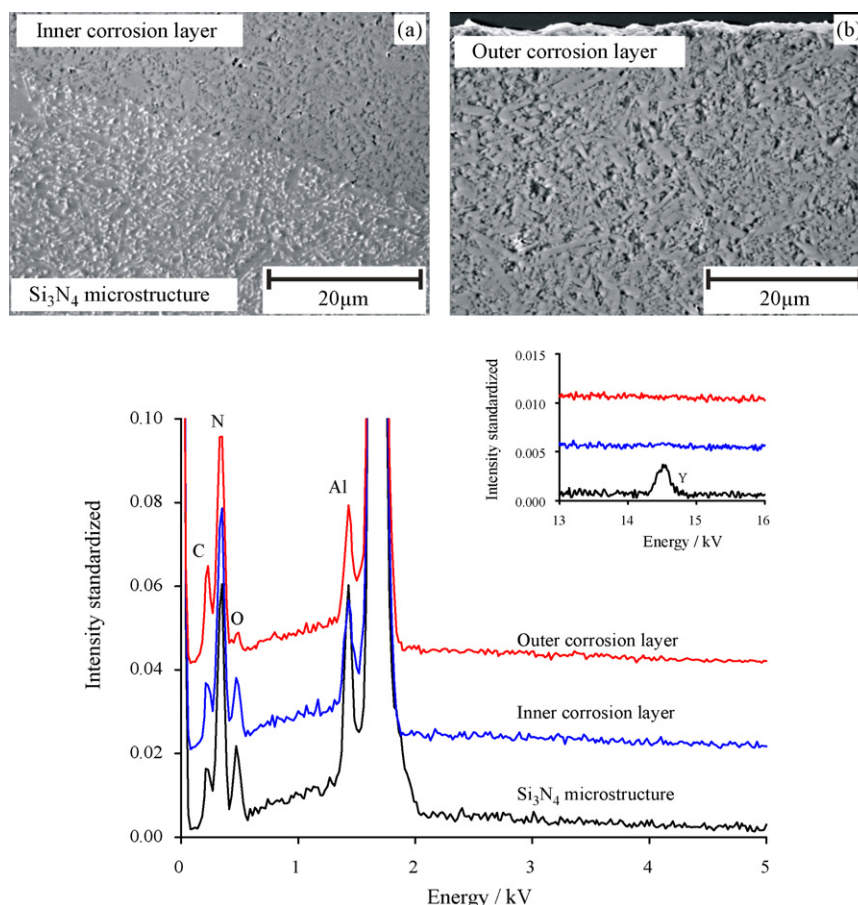 Inner corrosion layer
(a)
Si3N4 microstructure
20µm
Outer corrosion layer
(b)
20µm
0.10
0.08
0.06
0.04
0.02
0.00
Intensity standardized
C
N
O
Al
Outer corrosion layer
Inner corrosion layer
Si3N4 microstructure
0 1 2 3 4 5
Energy / kV
0.015
0.010
0.005
0.000
Intensity standardized
Y
13 14 15 16
Energy / kV